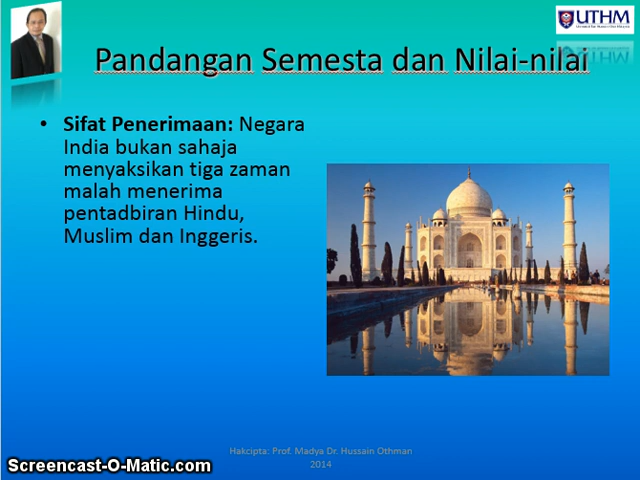 UTHM
Pandangan Semesta dan Nilai-nilai
• Sifat Penerimaan: Negara
India bukan sahaja
menyaksikan tiga zaman
malah menerima
pentadbiran Hindu,
Muslim dan Inggeris.
Hakcipta: Prof. Madya Dr. Hussain Othman
2014
Screencast-O-Matic.com